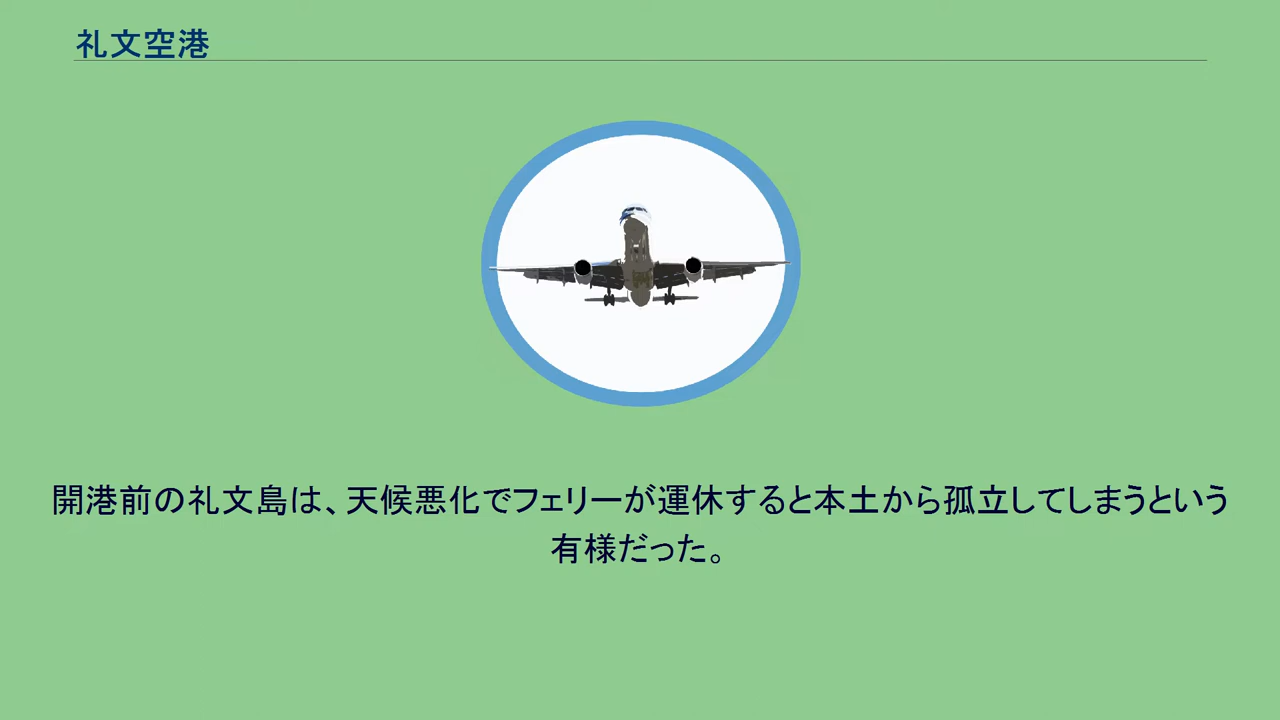 礼文空港
開港前の礼文島は、天候悪化でフェリーが運休すると本土から孤立してしまうという
有様だった。